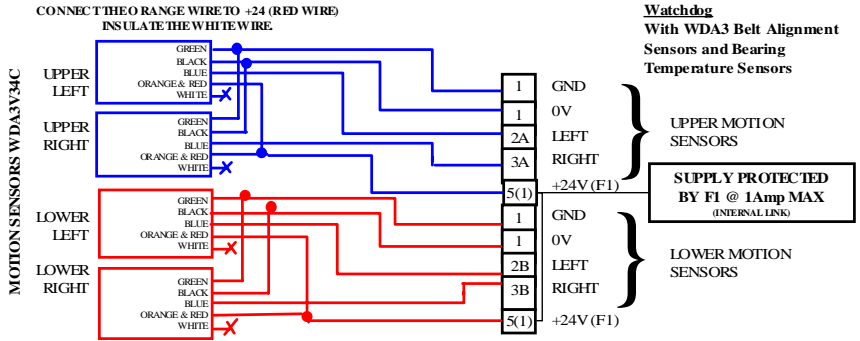 CONNECT THE ORANGE WIRE TO +24 (RED WIRE)
INSULATE THE WHITE WIRE.
Watchdog
With WDA3 Belt Alignment
Sensors and Bearing
Temperature Sensors
MOTION SENSORS WDA3V34C
UPPER
LEFT
GREEN
BLACK
BLUE
ORANGE & RED
WHITE
UPPER
RIGHT
GREEN
BLACK
BLUE
ORANGE & RED
WHITE
LOWER
LEFT
GREEN
BLACK
BLUE
ORANGE & RED
WHITE
LOWER
RIGHT
GREEN
BLACK
BLUE
ORANGE & RED
WHITE
1 GND
1 0V
2A LEFT
3A RIGHT
5(1) +24V (F1)
UPPER MOTION
SENSORS
SUPPLY PROTECTED
BY F1 @ 1Amp MAX
(INTERNAL LINK)
1 GND
1 0V
2B LEFT
3B RIGHT
5(1) +24V (F1)
LOWER MOTION
SENSORS